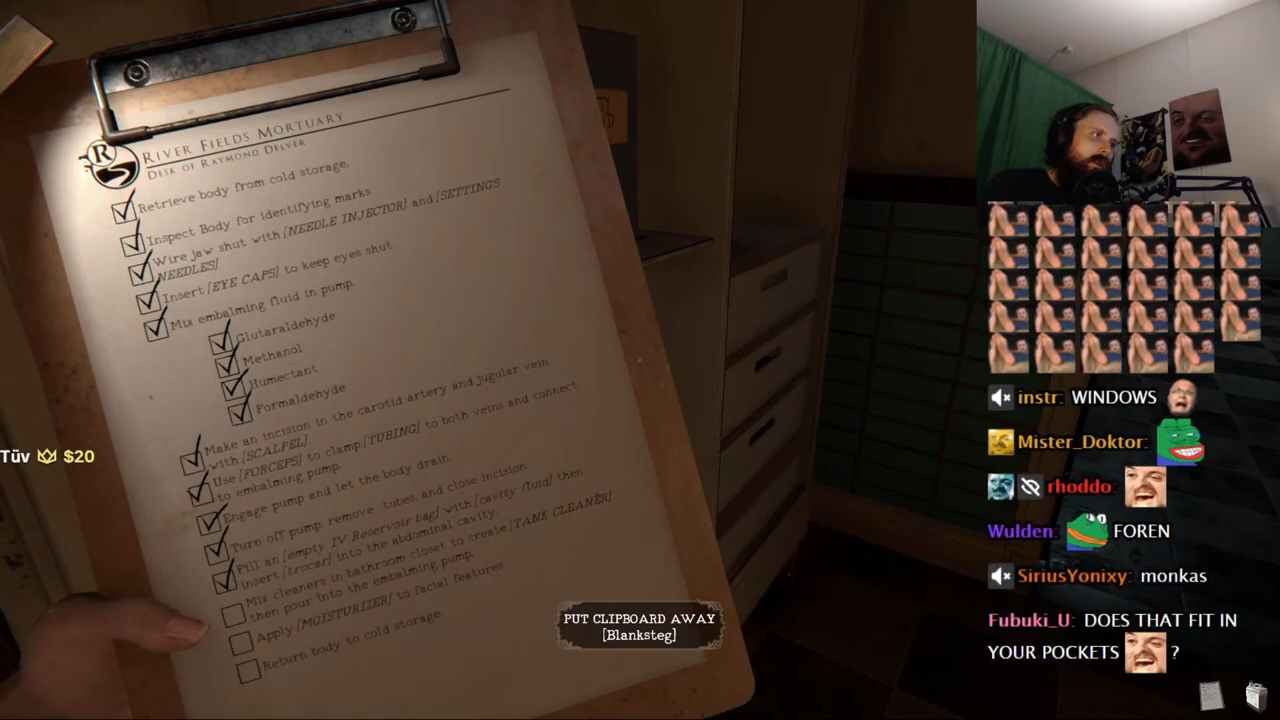 RIVER FIELDS MORTUARY
DESK OF RAYMOND DELVER
Retrieve body from cold storage.
Inspect Body for identifying marks
Wire jaw shut with [NEEDLE INJECTOR] and [SETTINGS
NEEDLES]
Insert [EYE CAPS] to keep eyes shut
Mix embalming fluid in pump.
Glutaraldehyde
Methanol
Humectant
Formaldehyde
Make an incision in the carotid artery and jugular vein
with [SCALPEL].
Use [FORCEPS] to clamp [TUBING] to both veins and connect
to embalming pump.
Engage pump and let the body drain.
Turn off pump, remove tubes, and close incision.
Fill an [empty IV Reservoir bag] with [cavity fluid] then
insert [trocar] into the abdominal cavity.
Mix cleaners in bathroom closet to create [TANK CLEANER]
then pour into the embalming pump.
Apply [MOISTURIZER] to facial features
Return body to cold storage.
PUT CLIPBOARD AWAY
[Blanksteg]
Tüv $20
instr: WINDOWS
Mister_Doktor:
rhoddo:
Wulden: FOREN
SiriusYonixy: monkas
Fubuki_U: DOES THAT FIT IN
YOUR POCKETS ?